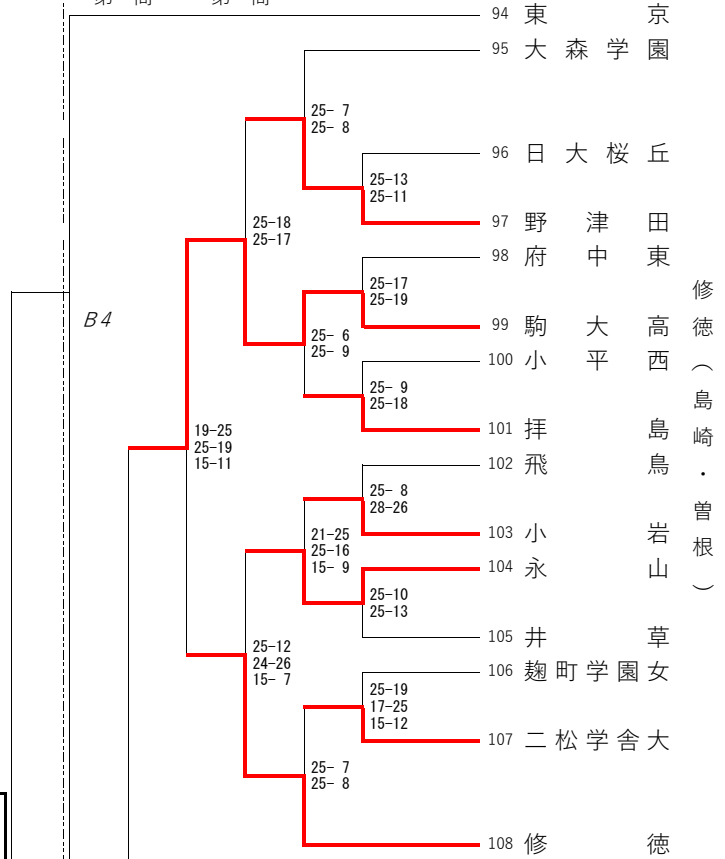 94 東京
95 大森学園
25- 7
25- 8
96 日大桜丘
25-13
25-11
97 野津田
25-18
25-17
98 府中東
25-17
25-19
99 駒大高
B4
25- 6
25- 9
100 小平西
25- 9
25-18
101 拝島
19-25
25-19
15-11
102 飛鳥
25- 8
28-26
103 小岩
21-25
25-16
15- 9
104 永山
25-10
25-13
105 井草
25-12
24-26
15- 7
106 麹町学園女
25-19
17-25
15-12
107 二松学舎大
25- 7
25- 8
108 修徳
修徳(島崎・曽根)